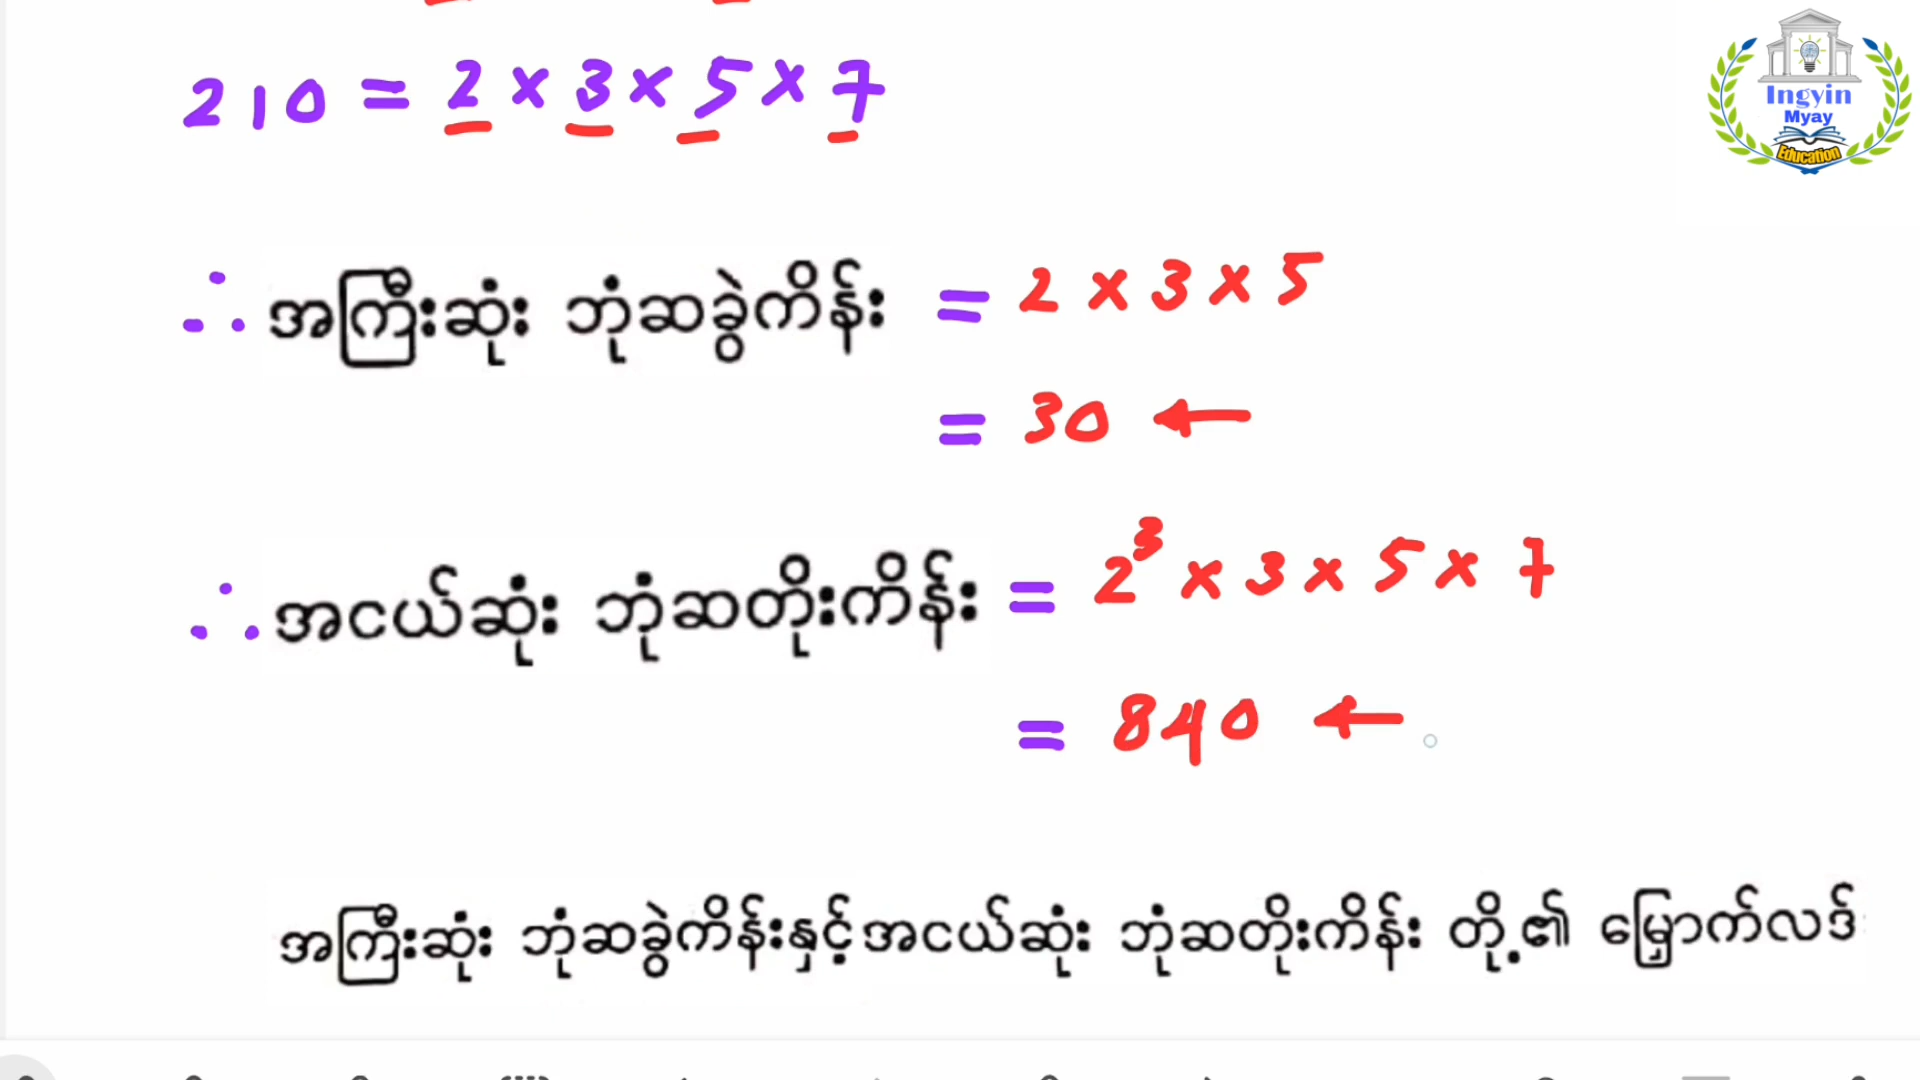 Ingyin
Myay
Education
210 = 2 × 3 × 5 × 7
∴ အကြီးဆုံး ဘုံဆခွဲကိန်း = 2 × 3 × 5
= 30 ←
∴ အငယ်ဆုံး ဘုံဆတိုးကိန်း = 2³ × 3 × 5 × 7
= 840 ←
အကြီးဆုံး ဘုံဆခွဲကိန်းနှင့်အငယ်ဆုံး ဘုံဆတိုးကိန်း တို့၏ မြှောက်လဒ်